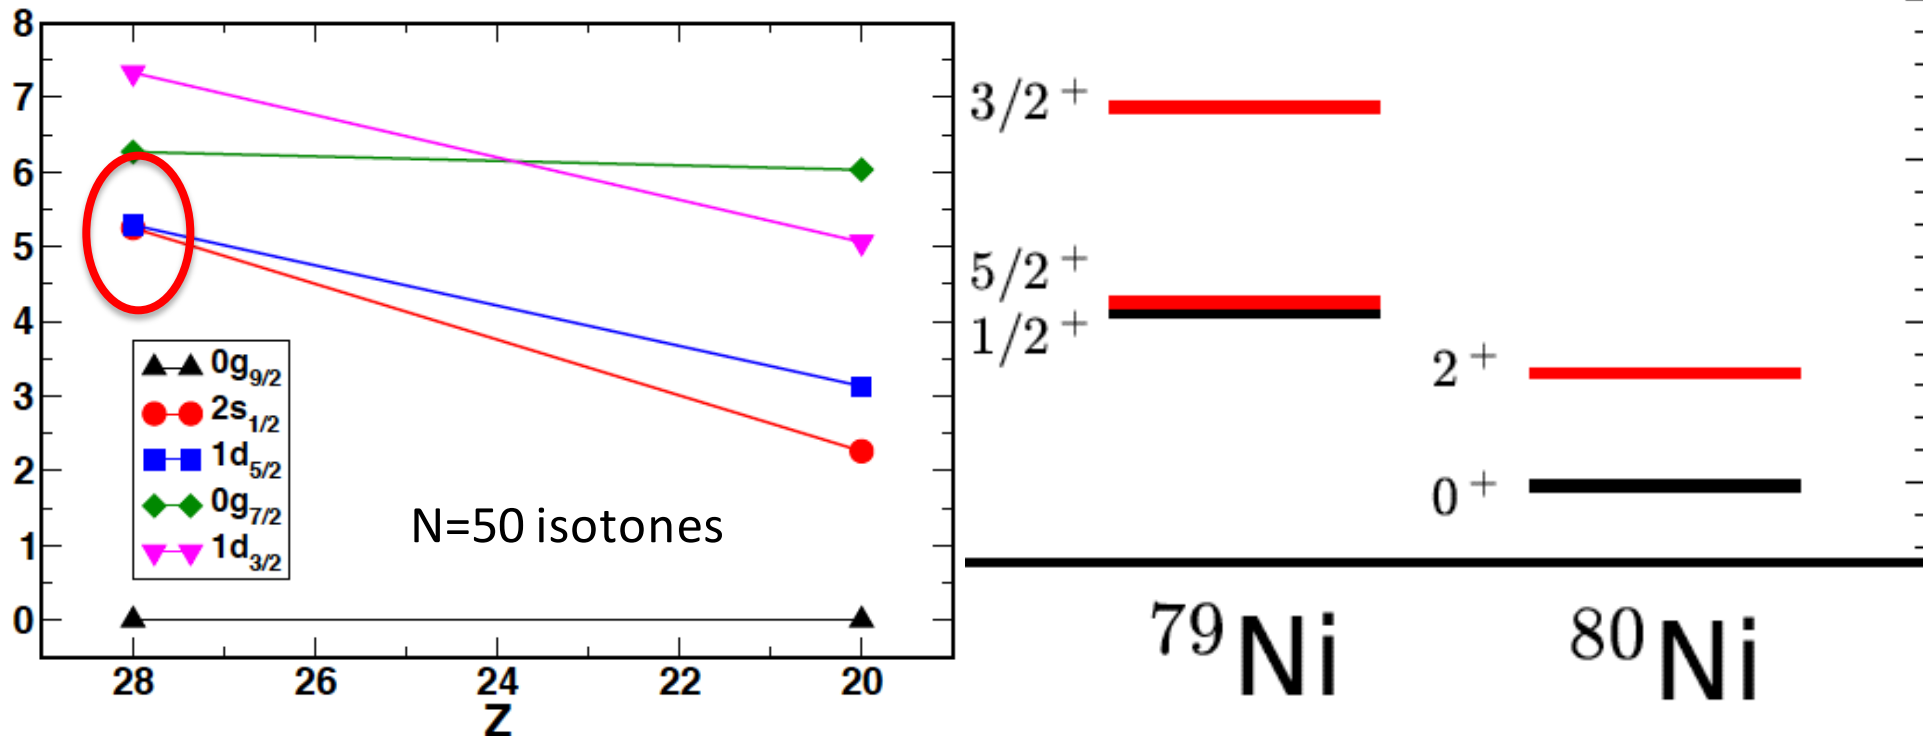 8
7
6
5
4
3
2
1
0
0g9/2
2s1/2
1d5/2
0g7/2
1d3/2
N=50 isotones
28 26 24 22 20
Z
3/2+
5/2+
1/2+
2+
0+
79Ni
80Ni